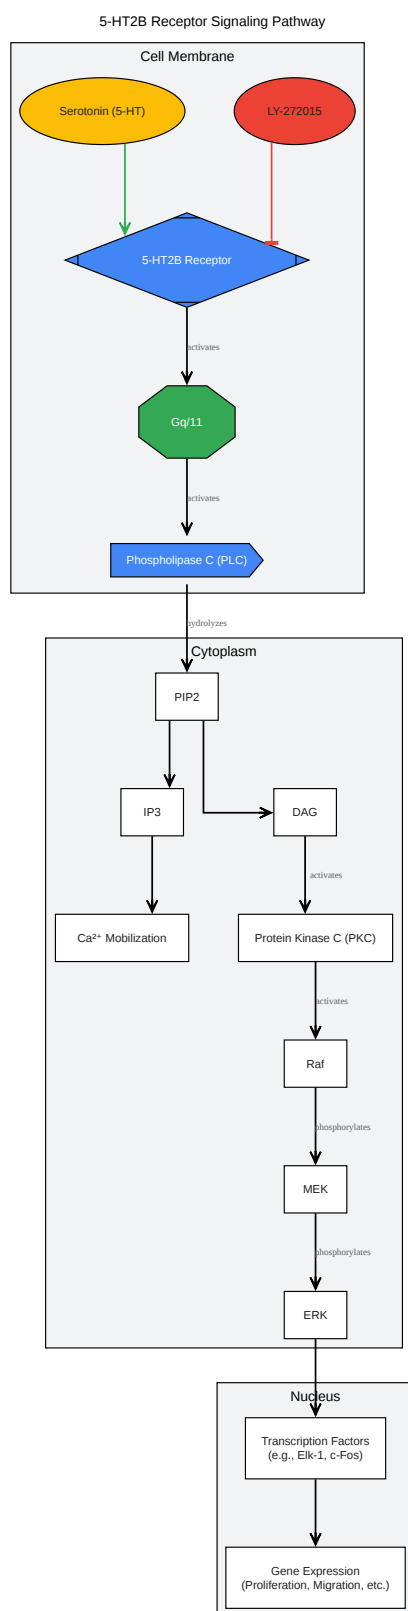 5-HT2B Receptor Signaling Pathway
Cell Membrane
Serotonin (5-HT)
LY-272015
5-HT2B Receptor
activates
Gq/11
activates
Phospholipase C (PLC)
hydrolyzes
Cytoplasm
PIP2
IP3
DAG
activates
Ca²⁺ Mobilization
Protein Kinase C (PKC)
activates
Raf
phosphorylates
MEK
phosphorylates
ERK
Nucleus
Transcription Factors
(e.g., Elk-1, c-Fos)
Gene Expression
(Proliferation, Migration, etc.)